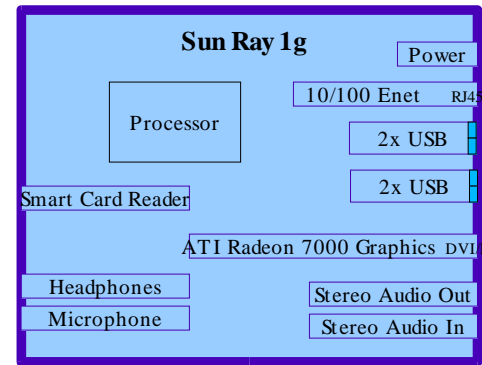 Sun Ray 1g
Power
10/100 Enet RJ45
Processor
2x USB
2x USB
Smart Card Reader
ATI Radeon 7000 Graphics DVI
Headphones
Stereo Audio Out
Microphone
Stereo Audio In